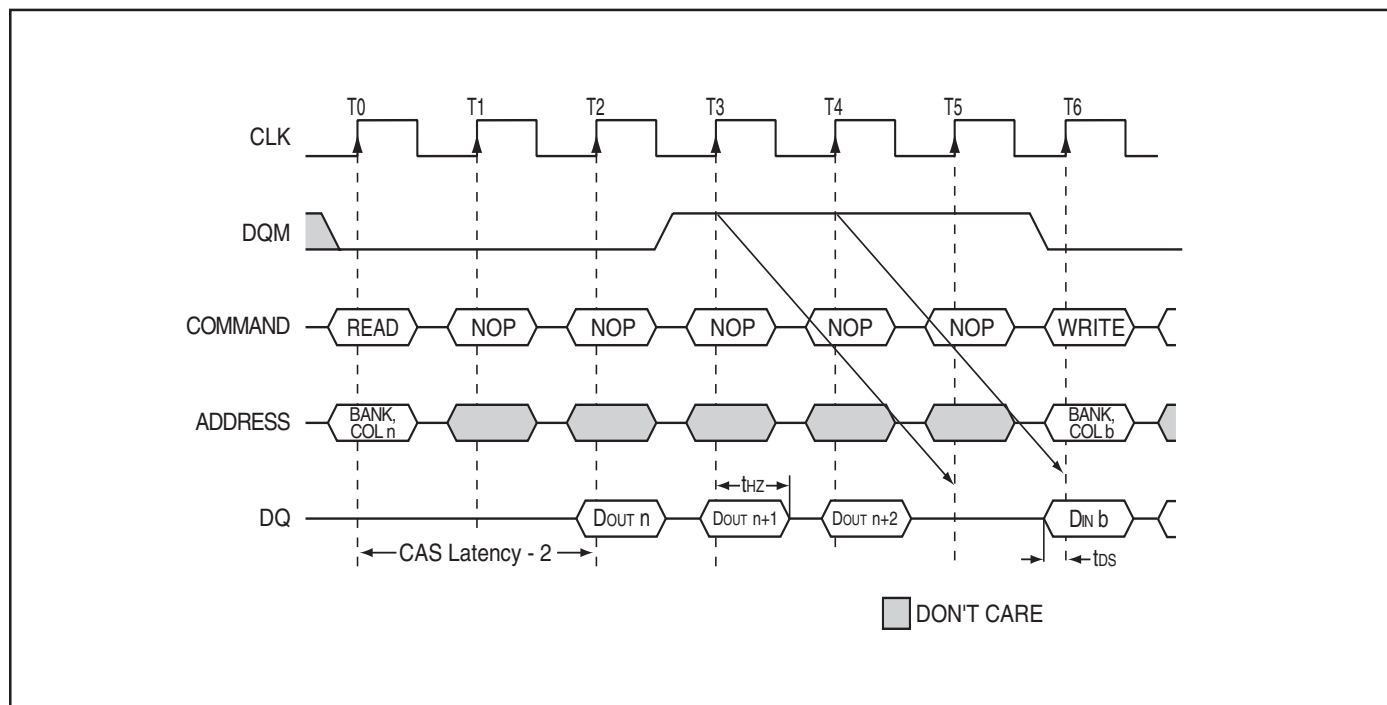 T0 T1 T2 T3 T4 T5 T6
CLK
DQM
COMMAND READ NOP NOP NOP NOP NOP WRITE
ADDRESS BANK, COL n BANK, COL b
tHZ
DQ DOUT n DOUT n+1 DOUT n+2 DIN b
CAS Latency - 2 tDS
DON'T CARE